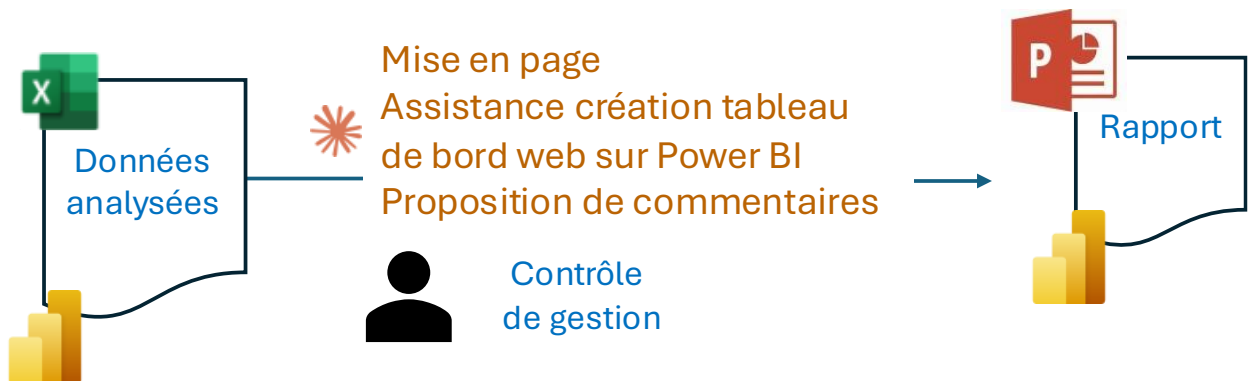 Mise en page
Assistance création tableau
de bord web sur Power BI
Proposition de commentaires
X
Données
analysées
P
Rapport
Contrôle
de gestion